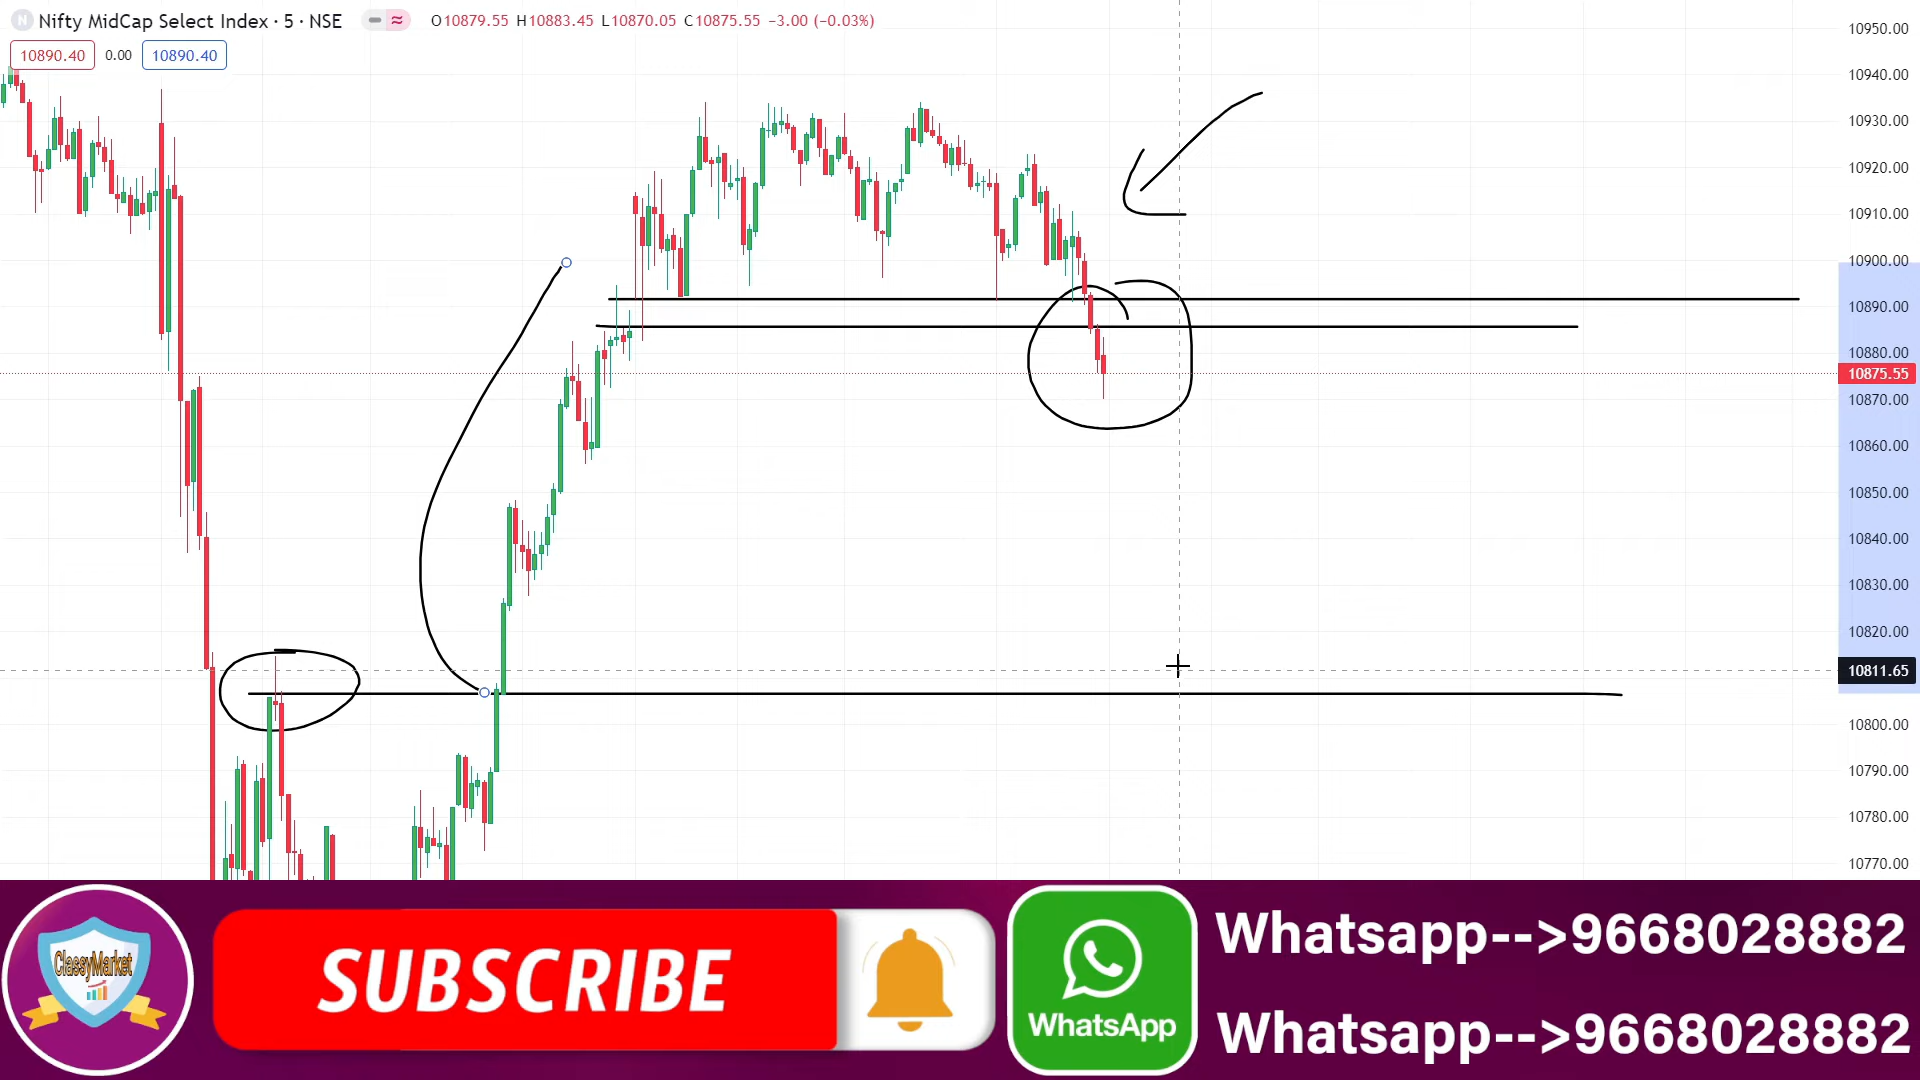 N Nifty MidCap Select Index · 5 · NSE
O10879.55 H10883.45 L10870.05 C10875.55 −3.00 (−0.03%)
10890.40 0.00 10890.40
10950.00
10940.00
10930.00
10920.00
10910.00
10900.00
10890.00
10880.00
10875.55
10870.00
10860.00
10850.00
10840.00
10830.00
10820.00
10811.65
10800.00
10790.00
10780.00
10770.00
ClassyMarket
SUBSCRIBE
WhatsApp
Whatsapp-->9668028882
Whatsapp-->9668028882